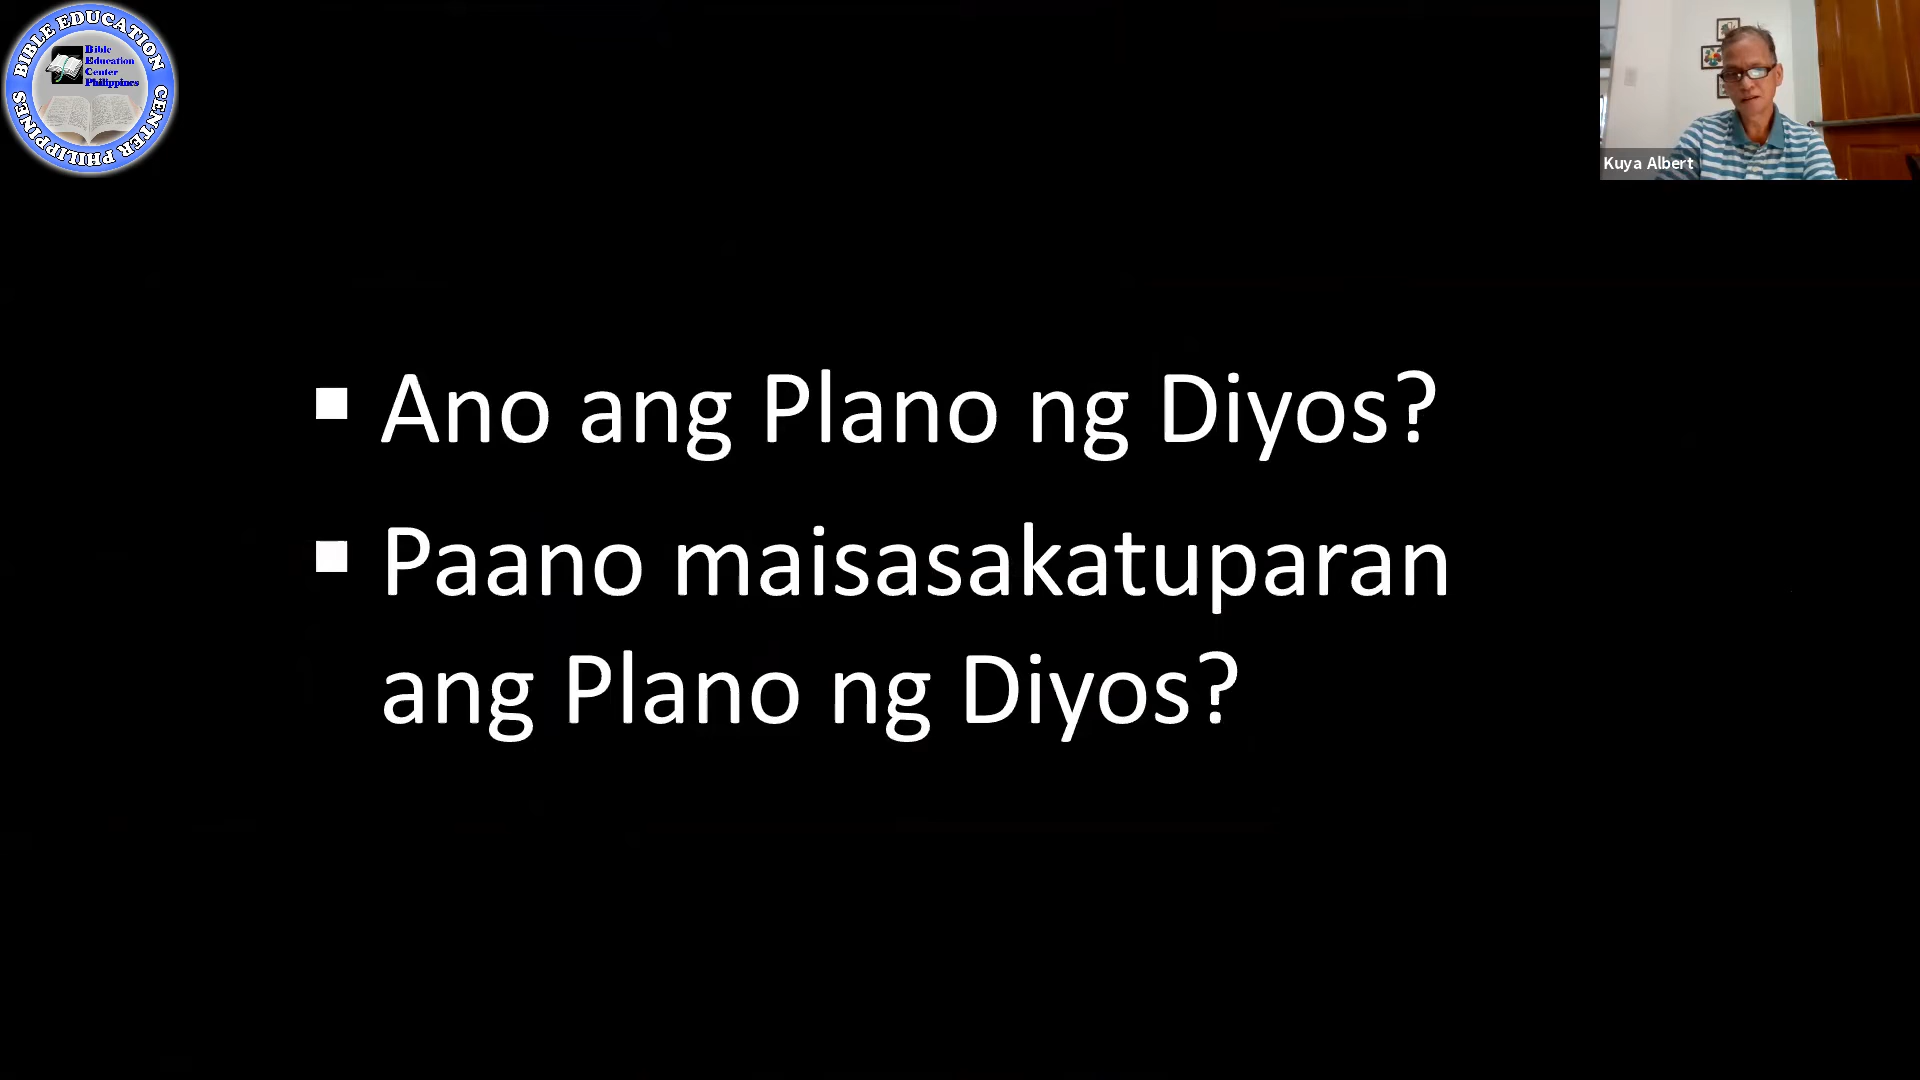 BIBLE EDUCATION CENTER PHILIPPINES
Bible
Education
Center
Philippines
Kuya Albert
▪ Ano ang Plano ng Diyos?
▪ Paano maisasakatuparan
ang Plano ng Diyos?